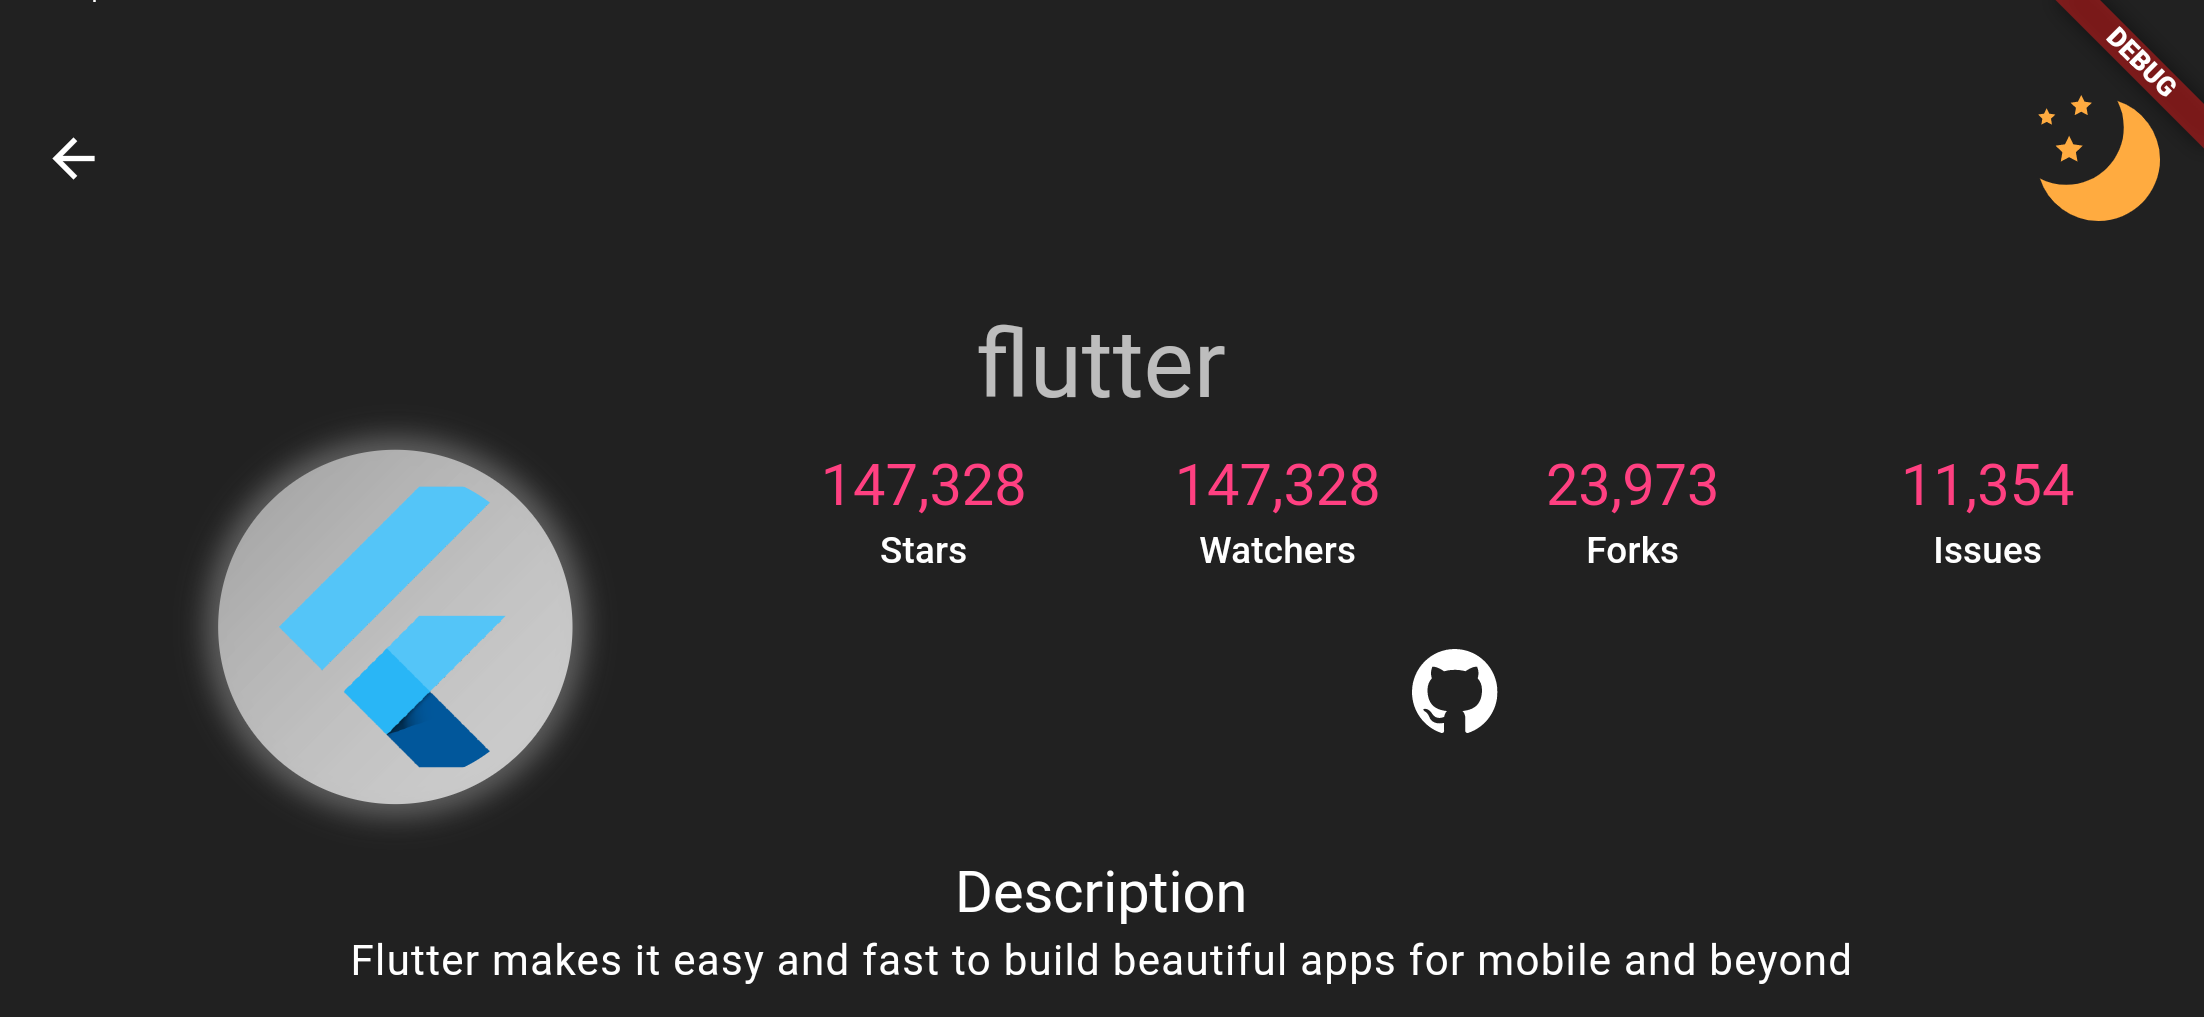 DEBUG
flutter
147,328 147,328 23,973 11,354
Stars Watchers Forks Issues
Description
Flutter makes it easy and fast to build beautiful apps for mobile and beyond